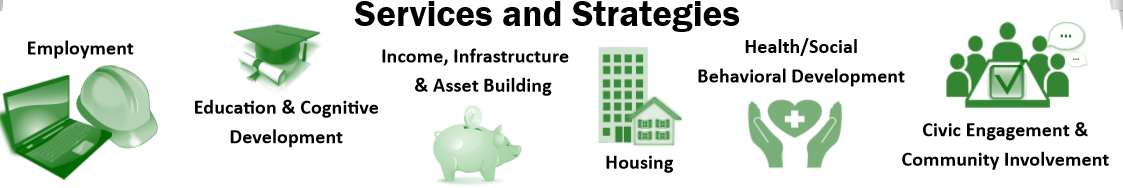 Services and Strategies
Employment
Education & Cognitive
Development
Income, Infrastructure
& Asset Building
Housing
Health/Social
Behavioral Development
Civic Engagement &
Community Involvement